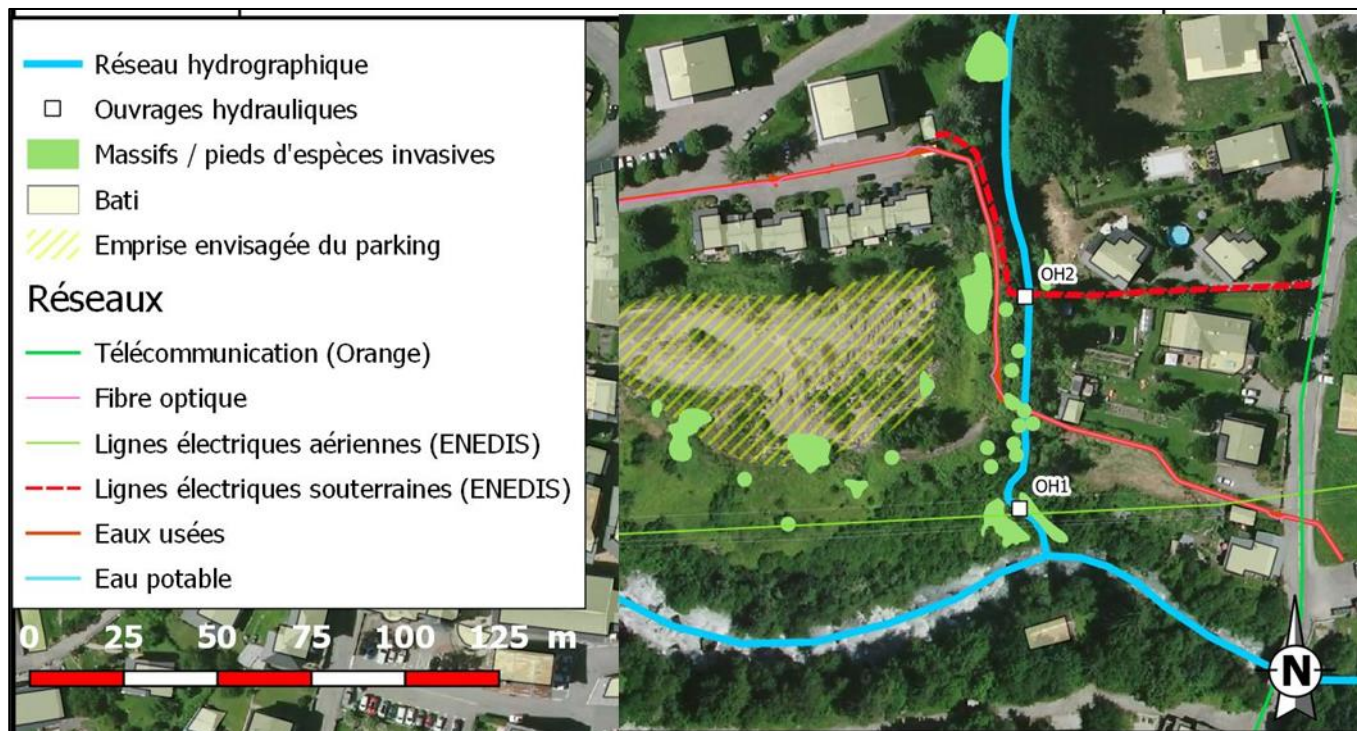 Réseau hydrographique
Ouvrages hydrauliques
Massifs / pieds d'espèces invasives
Bati
Emprise envisagée du parking
Réseaux
Télécommunication (Orange)
Fibre optique
Lignes électriques aériennes (ENEDIS)
Lignes électriques souterraines (ENEDIS)
Eaux usées
Eau potable
0 25 50 75 100 125 m
OH2
OH1
N